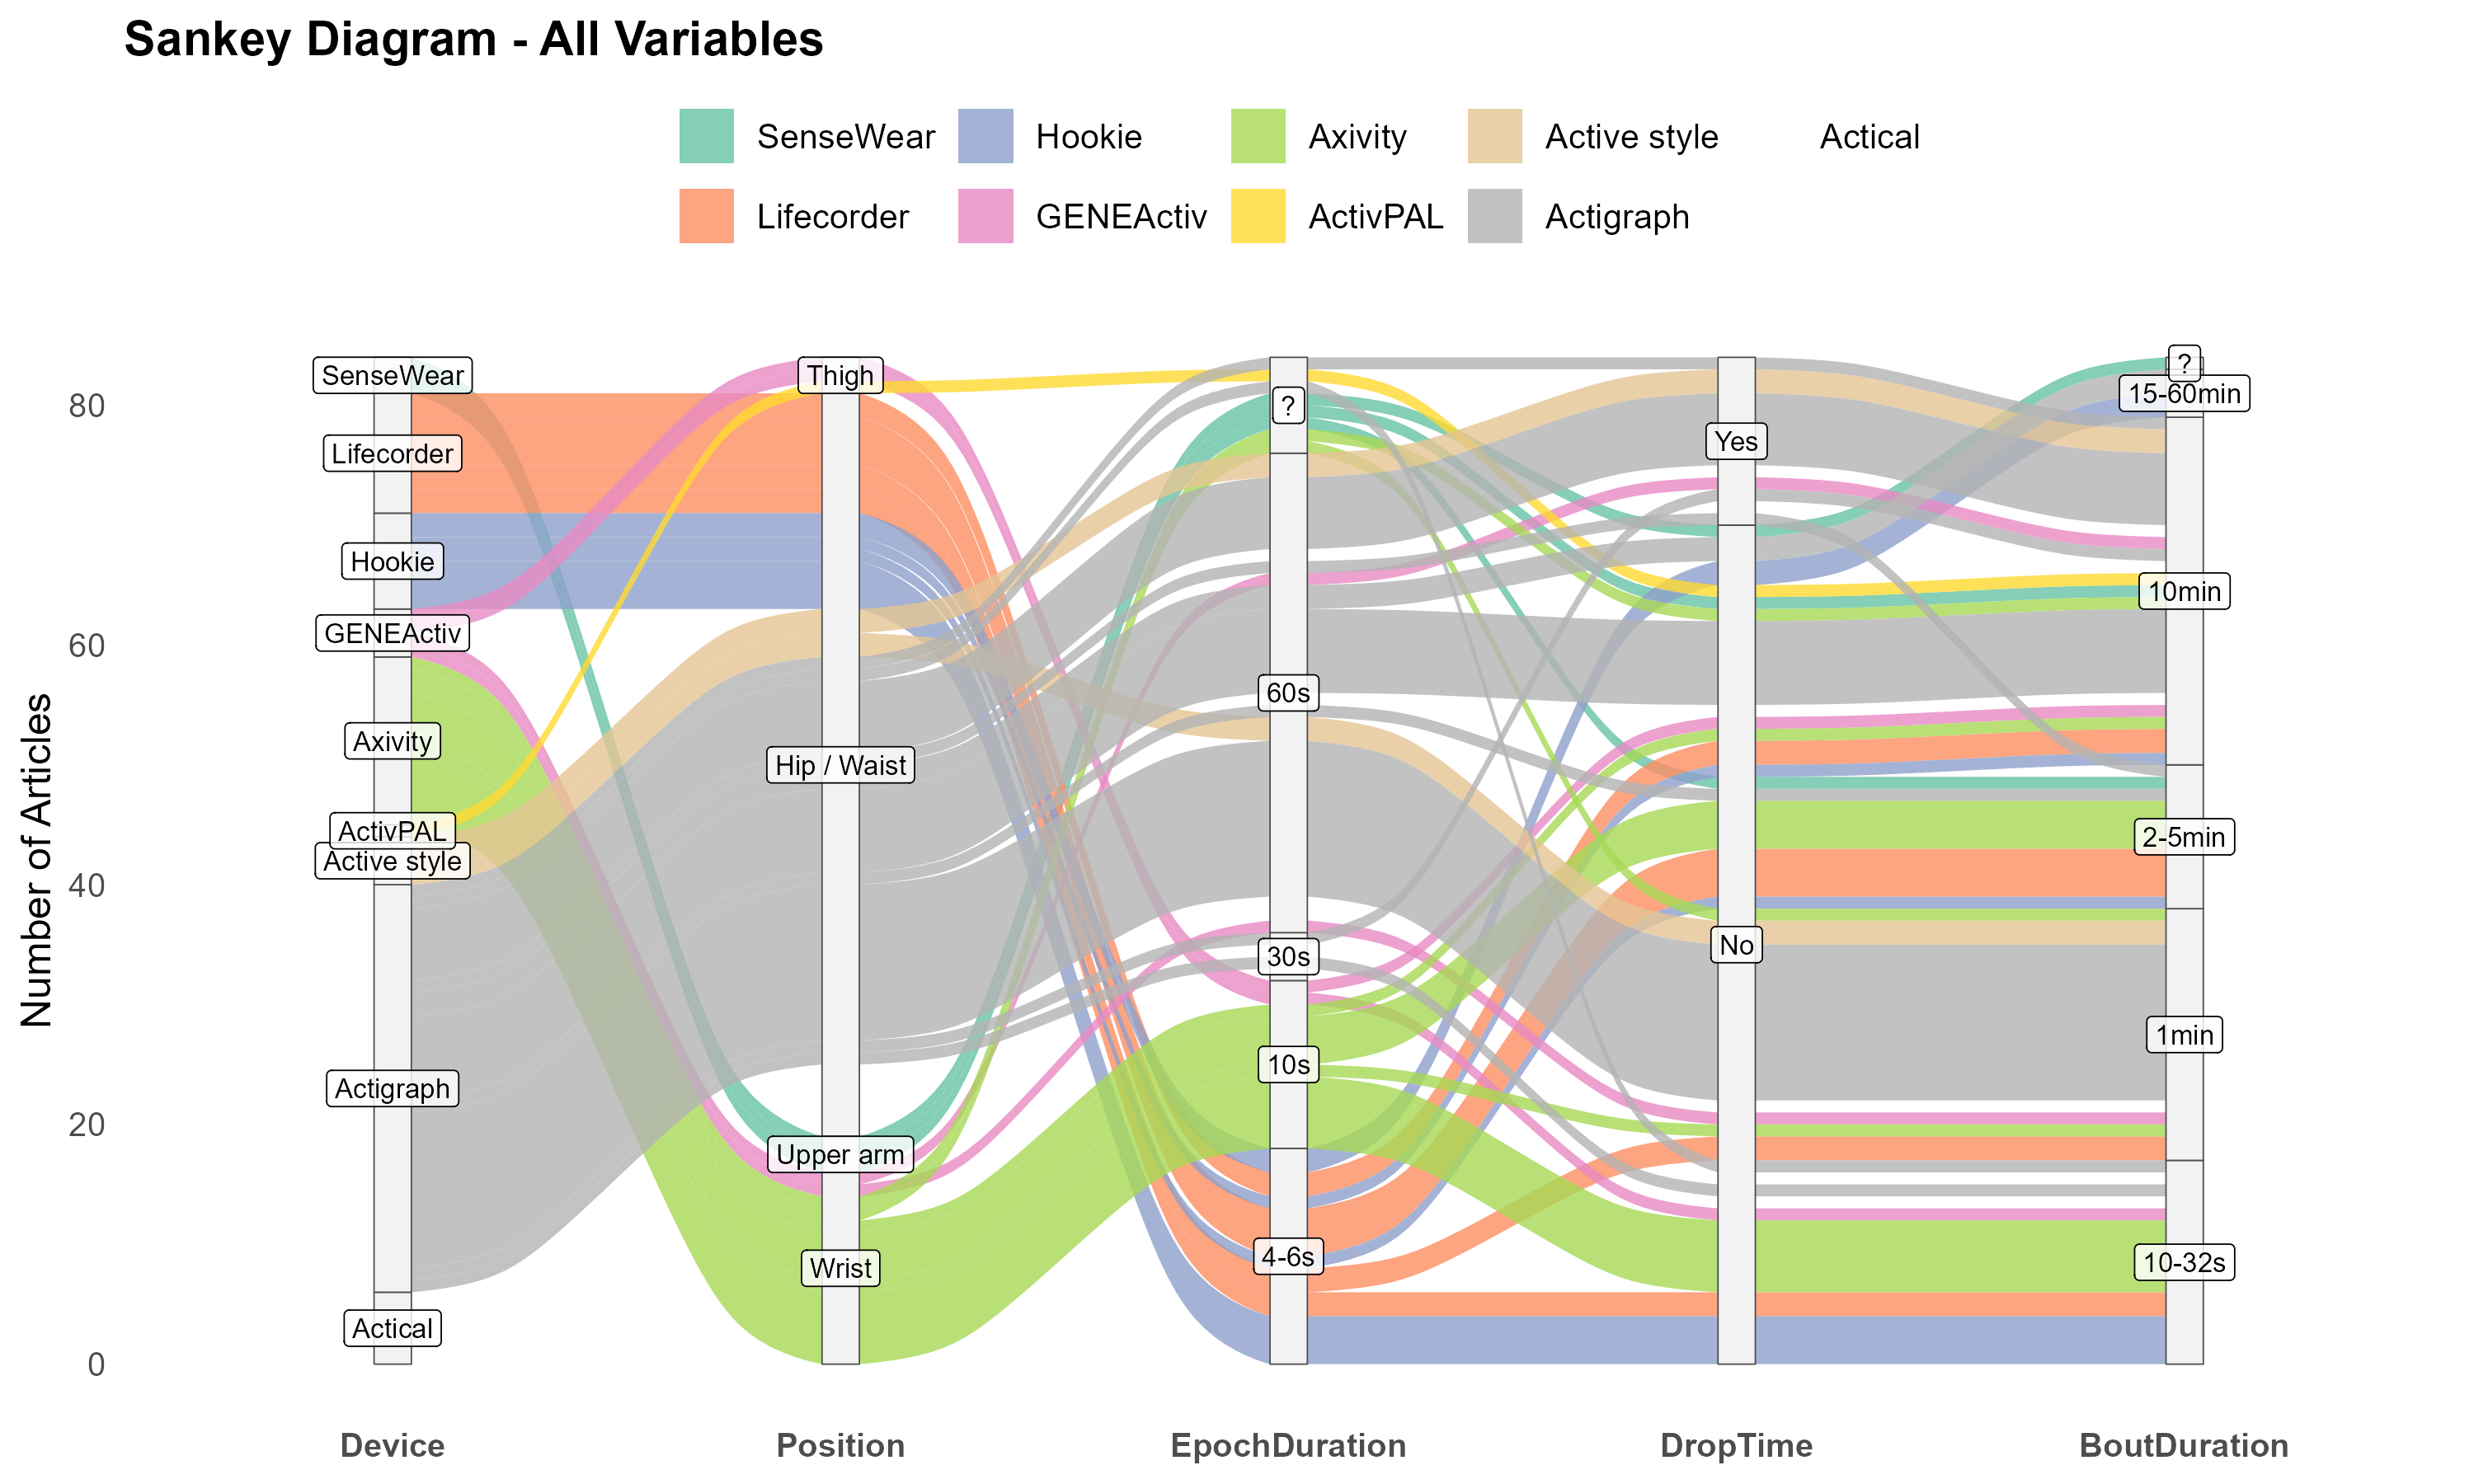 Sankey Diagram - All Variables
SenseWear Hookie Axivity Active style Actical
Lifecorder GENEActiv ActivPAL Actigraph
Number of Articles
80
60
40
20
0
SenseWear
Lifecorder
Hookie
GENEActiv
Axivity
ActivPAL
Active style
Actigraph
Actical
Thigh
Hip / Waist
Upper arm
Wrist
?
60s
30s
10s
4-6s
Yes
No
?
15-60min
10min
2-5min
1min
10-32s
Device Position EpochDuration DropTime BoutDuration